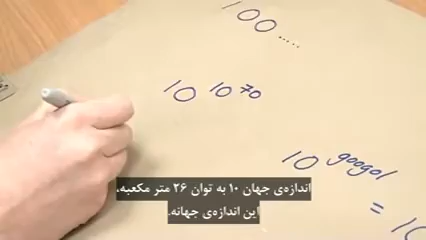 100.....
10 10 70
10 googol
= 10
اندازه‌ی جهان ۱۰ به توان ۲۶ متر مکعبه،
این اندازه‌ی جهانه.